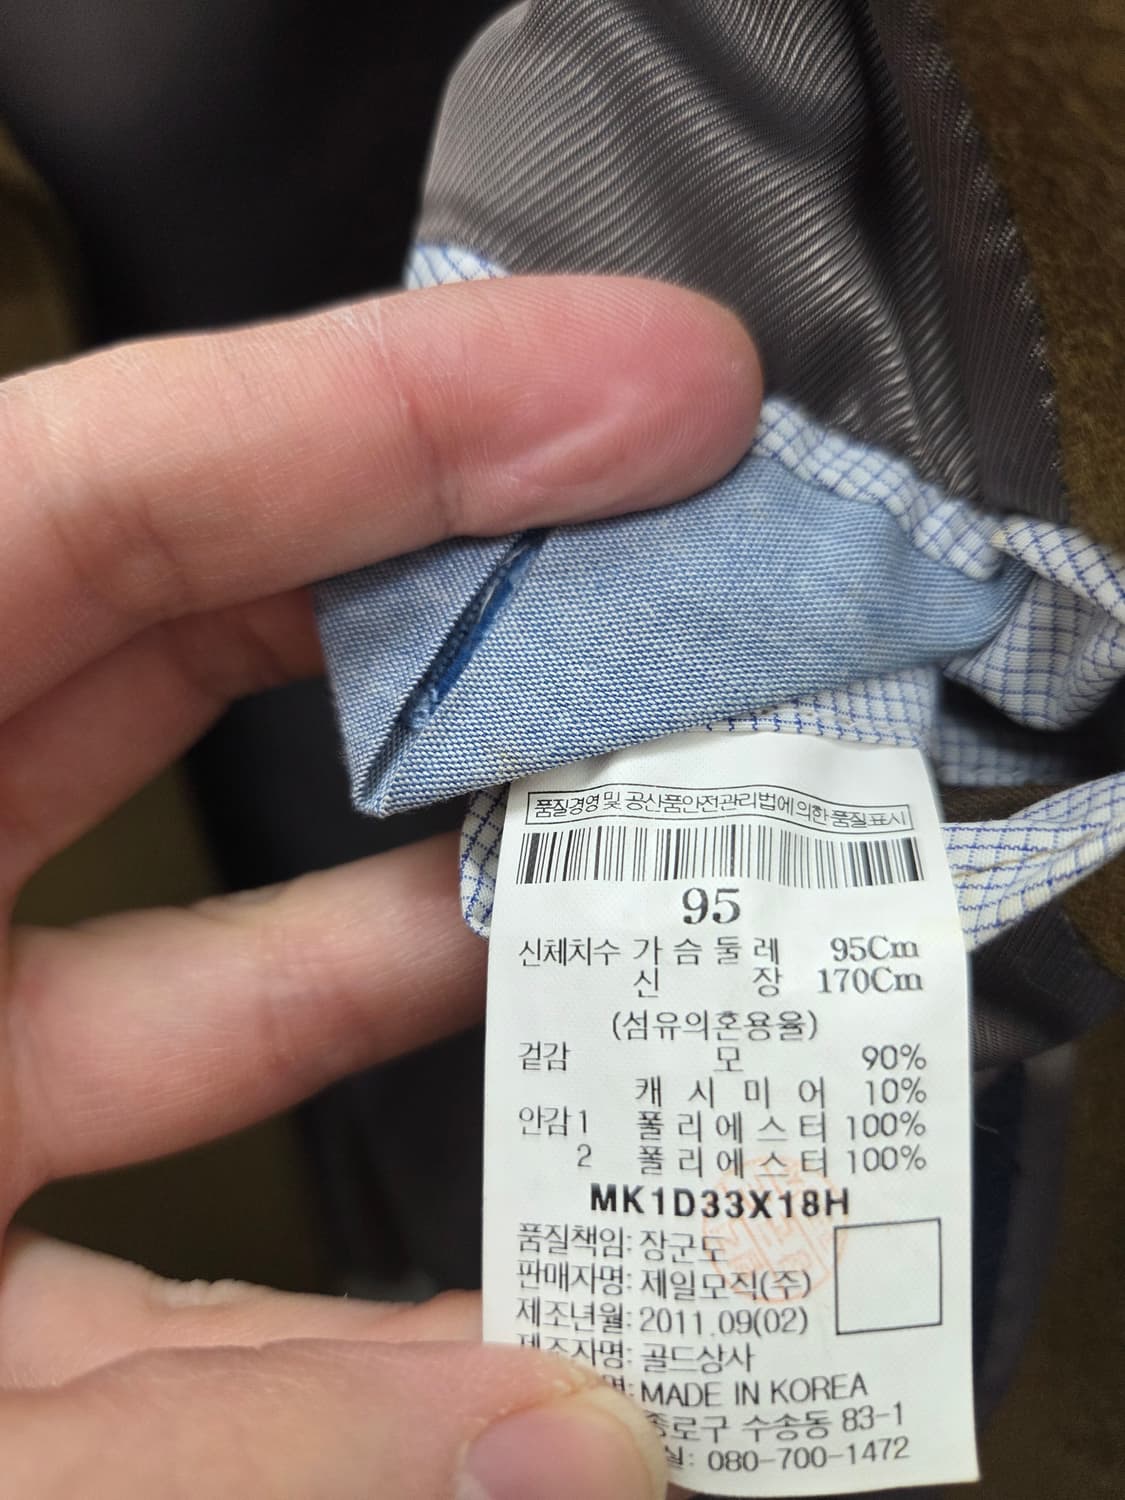 품질경영 및 공산품안전관리법에 의한 품질표시
95
신체치수 가슴둘레 95Cm
신장 170Cm
(섬유의혼용율)
겉감 모 90%
캐시미어 10%
안감1 폴리에스터 100%
2 폴리에스터 100%
MK1D33X18H
품질책임: 장군도
판매자명: 제일모직(주)
제조년월: 2011.09(02)
제조자명: 골드상사
명: MADE IN KOREA
종로구 수송동 83-1
실: 080-700-1472